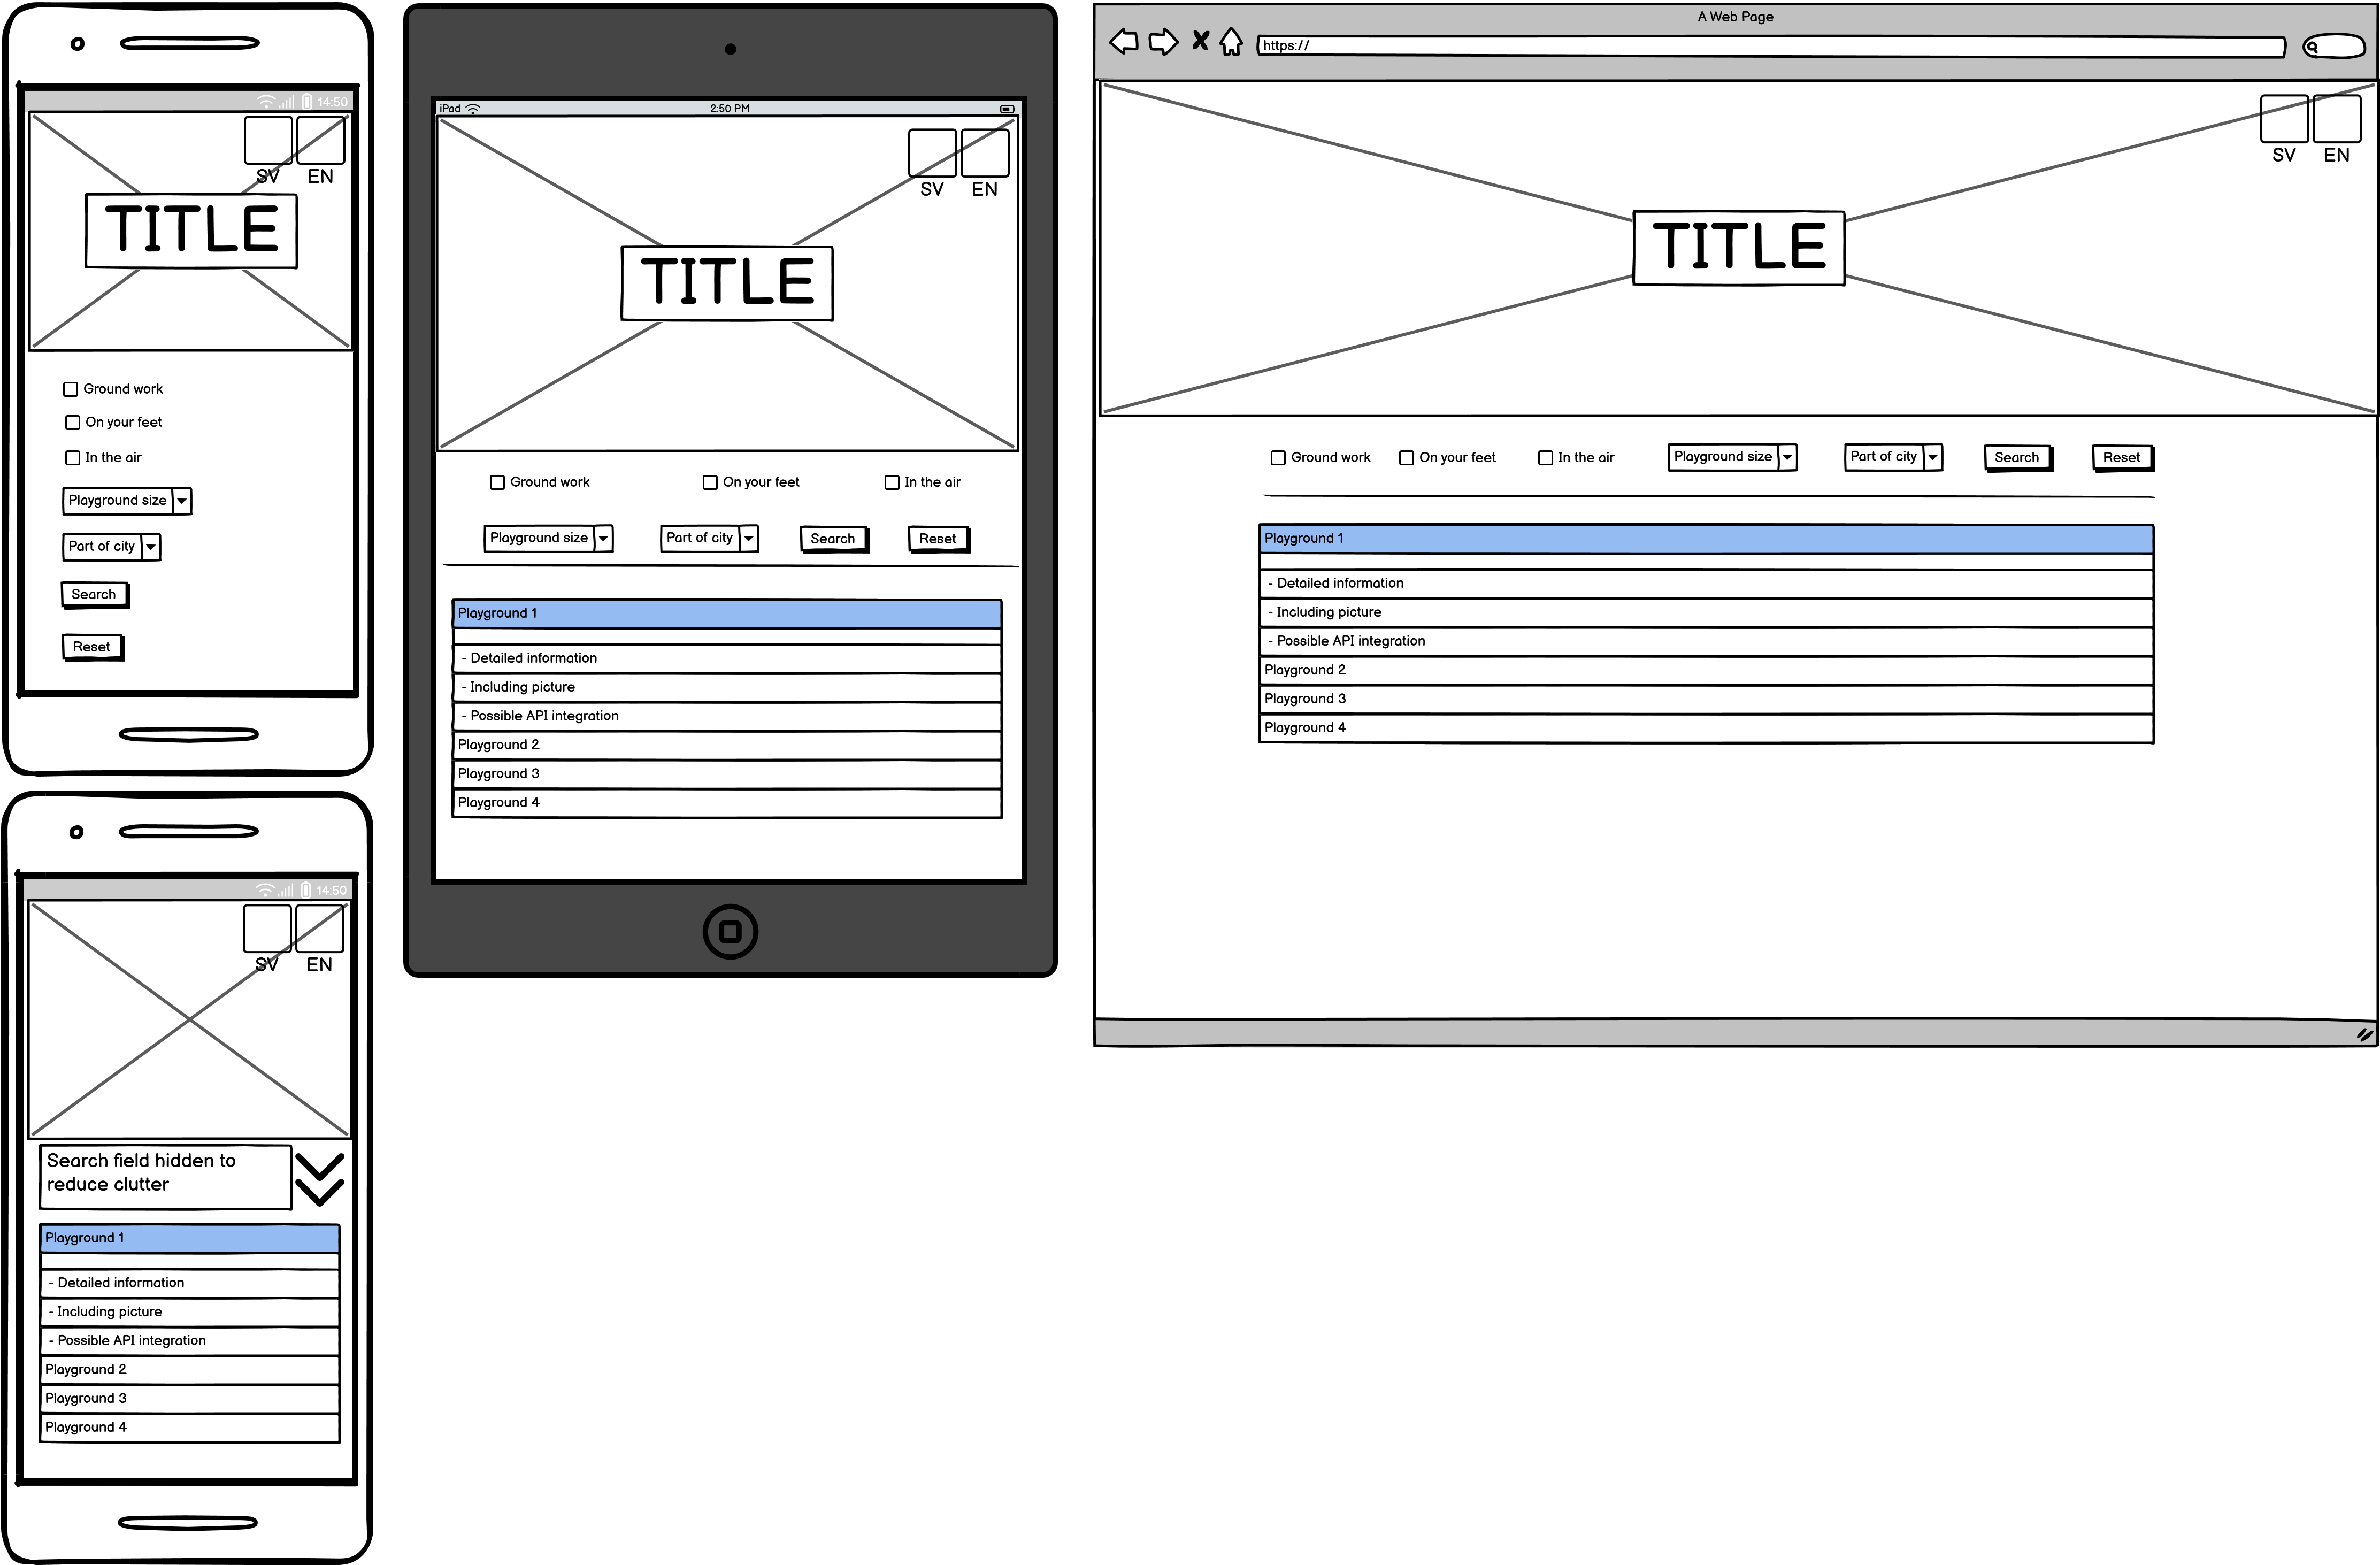 14:50
SV EN
TITLE
Ground work
On your feet
In the air
Playground size
Part of city
Search
Reset
14:50
SV EN
Search field hidden to
reduce clutter
Playground 1
- Detailed information
- Including picture
- Possible API integration
Playground 2
Playground 3
Playground 4
iPad 2:50 PM
SV EN
TITLE
Ground work On your feet In the air
Playground size Part of city Search Reset
Playground 1
- Detailed information
- Including picture
- Possible API integration
Playground 2
Playground 3
Playground 4
A Web Page
https://
SV EN
TITLE
Ground work On your feet In the air Playground size Part of city Search Reset
Playground 1
- Detailed information
- Including picture
- Possible API integration
Playground 2
Playground 3
Playground 4